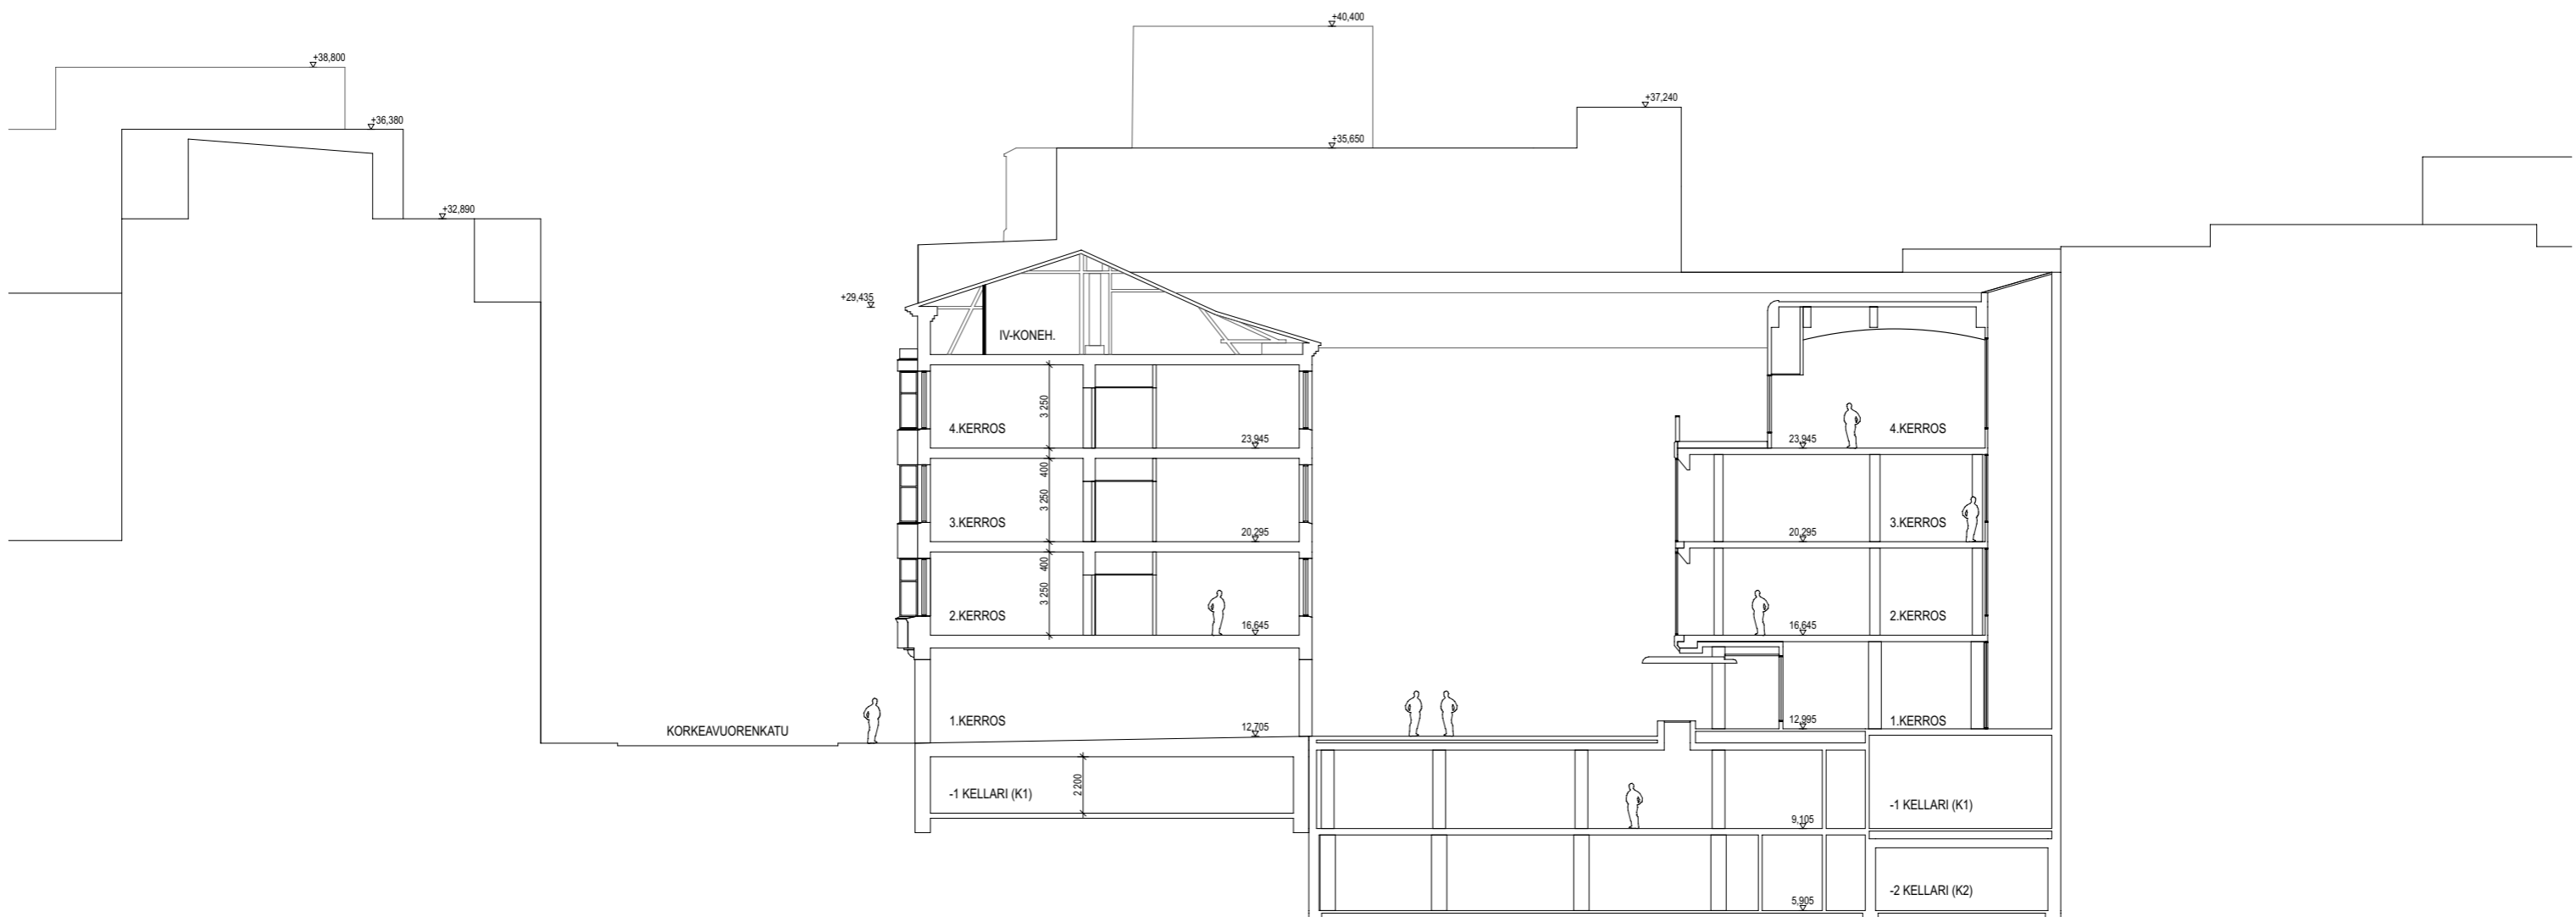 +40,400
+38,800
+37,240
+36,380
+35,650
+32,890
+29,435
IV-KONEH.
3 250
4.KERROS
23,945
23,945
4.KERROS
400
3 250
3.KERROS
20,295
20,295
3.KERROS
400
3 250
2.KERROS
16,645
16,645
2.KERROS
KORKEAVUORENKATU
1.KERROS
12,705
12,995
1.KERROS
2 200
-1 KELLARI (K1)
9,105
-1 KELLARI (K1)
5,905
-2 KELLARI (K2)